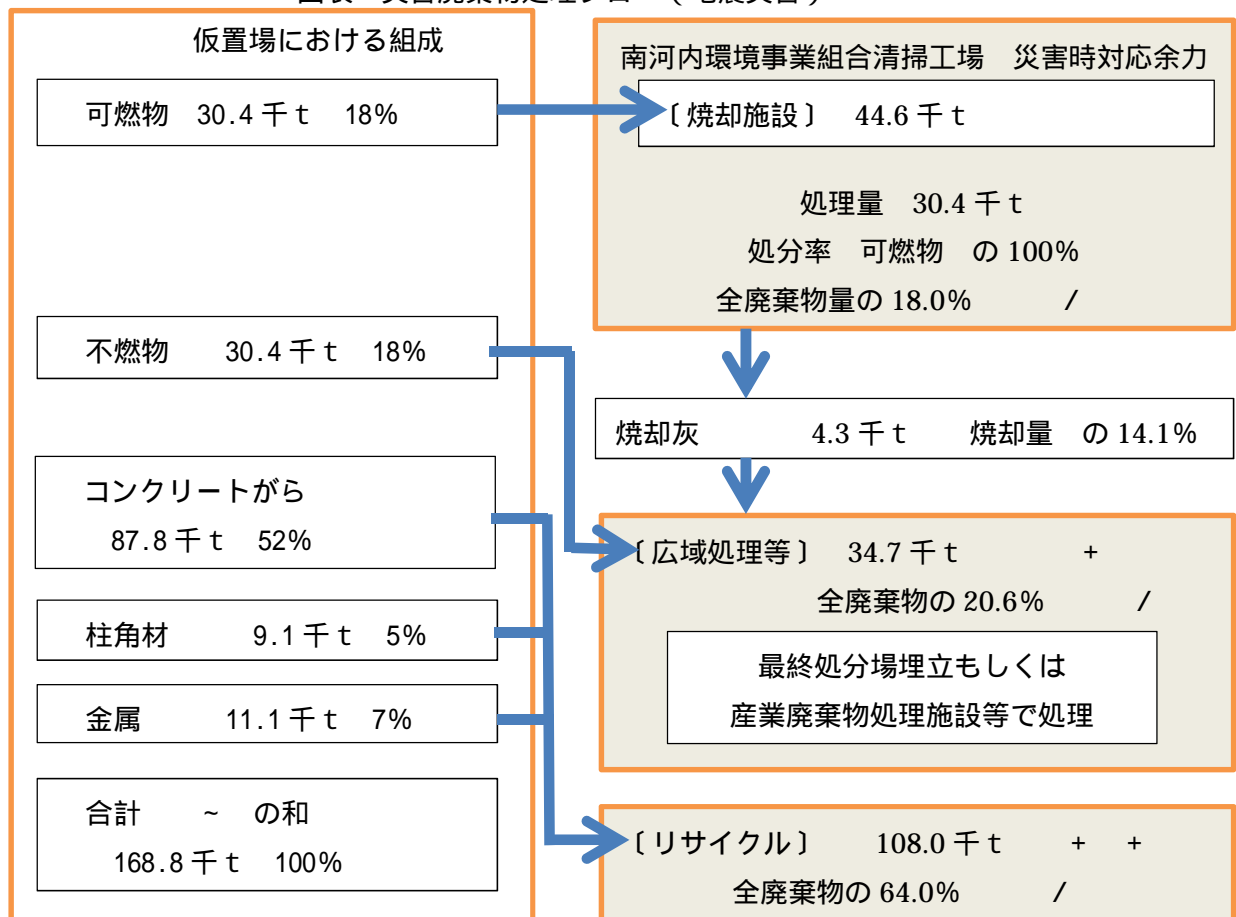 仮置場における組成
可燃物 30.4千t 18%
不燃物 30.4千t 18%
コンクリートがら
87.8千t 52%
柱角材 9.1千t 5%
金属 11.1千t 7%
合計 ~ の和
168.8千t 100%
南河内環境事業組合清掃工場 災害時対応余力
〔焼却施設〕 44.6千t
処理量 30.4千t
処分率 可燃物 の100%
全廃棄物量の18.0% /
焼却灰 4.3千t 焼却量 の14.1%
〔広域処理等〕 34.7千t +
全廃棄物の20.6% /
最終処分場埋立もしくは
産業廃棄物処理施設等で処理
〔リサイクル〕 108.0千t + +
全廃棄物の64.0% /